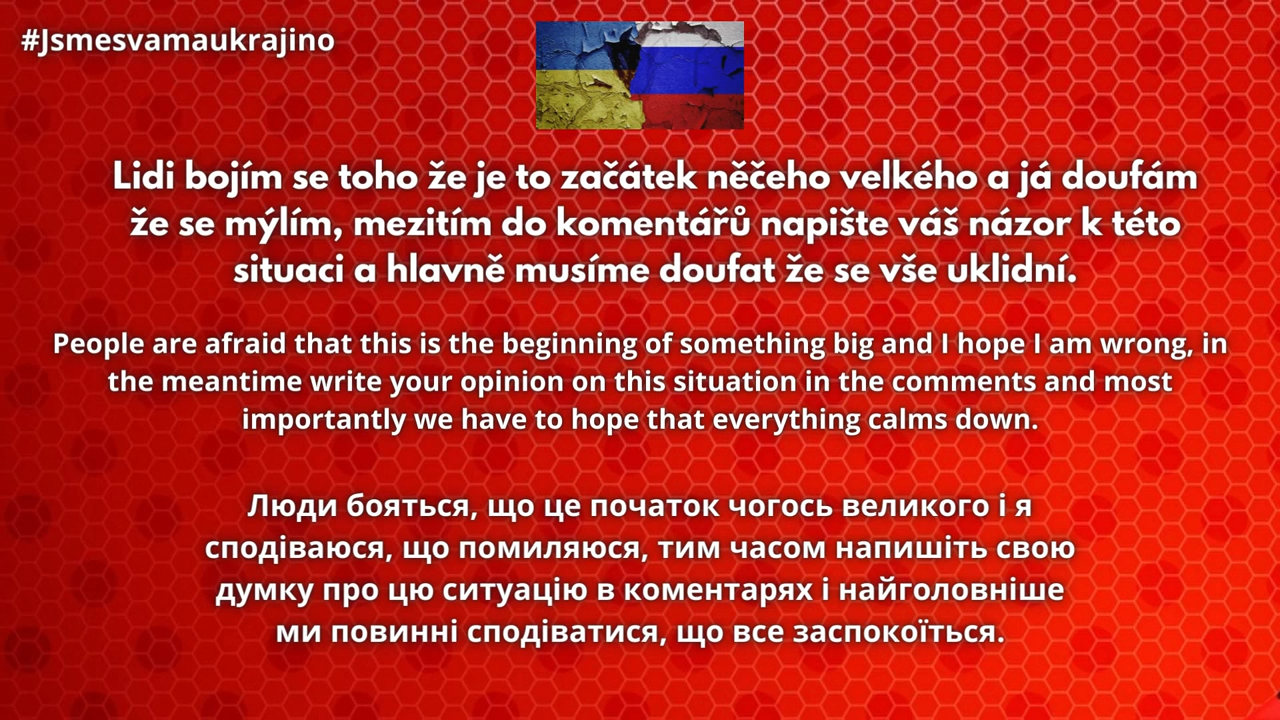 #Jsmesvamaukrajino
Lidi bojím se toho že je to začátek něčeho velkého a já doufám
že se mýlím, mezitím do komentářů napište váš názor k této
situaci a hlavně musíme doufat že se vše uklidní.
People are afraid that this is the beginning of something big and I hope I am wrong, in
the meantime write your opinion on this situation in the comments and most
importantly we have to hope that everything calms down.
Люди бояться, що це початок чогось великого і я
сподіваюся, що помиляюся, тим часом напишіть свою
думку про цю ситуацію в коментарях і найголовніше
ми повинні сподіватися, що все заспокоїться.